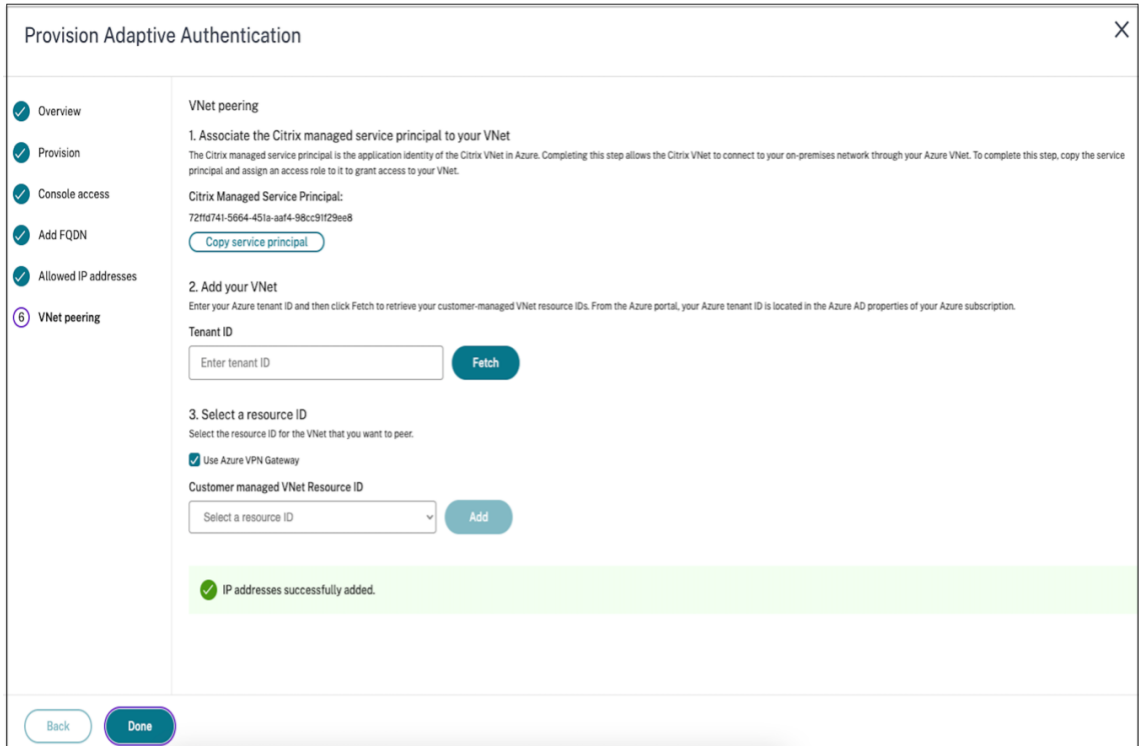 Provision Adaptive Authentication
X
Overview
Provision
Console access
Add FQDN
Allowed IP addresses
6 VNet peering
VNet peering
1. Associate the Citrix managed service principal to your VNet
The Citrix managed service principal is the application identity of the Citrix VNet in Azure. Completing this step allows the Citrix VNet to connect to your on-premises network through your Azure VNet. To complete this step, copy the service
principal and assign an access role to it to grant access to your VNet.
Citrix Managed Service Principal:
72ffd741-5664-451a-aaf4-98cc91f29ee8
Copy service principal
2. Add your VNet
Enter your Azure tenant ID and then click Fetch to retrieve your customer-managed VNet resource IDs. From the Azure portal, your Azure tenant ID is located in the Azure AD properties of your Azure subscription.
Tenant ID
Enter tenant ID
Fetch
3. Select a resource ID
Select the resource ID for the VNet that you want to peer.
Use Azure VPN Gateway
Customer managed VNet Resource ID
Select a resource ID
Add
IP addresses successfully added.
Back
Done